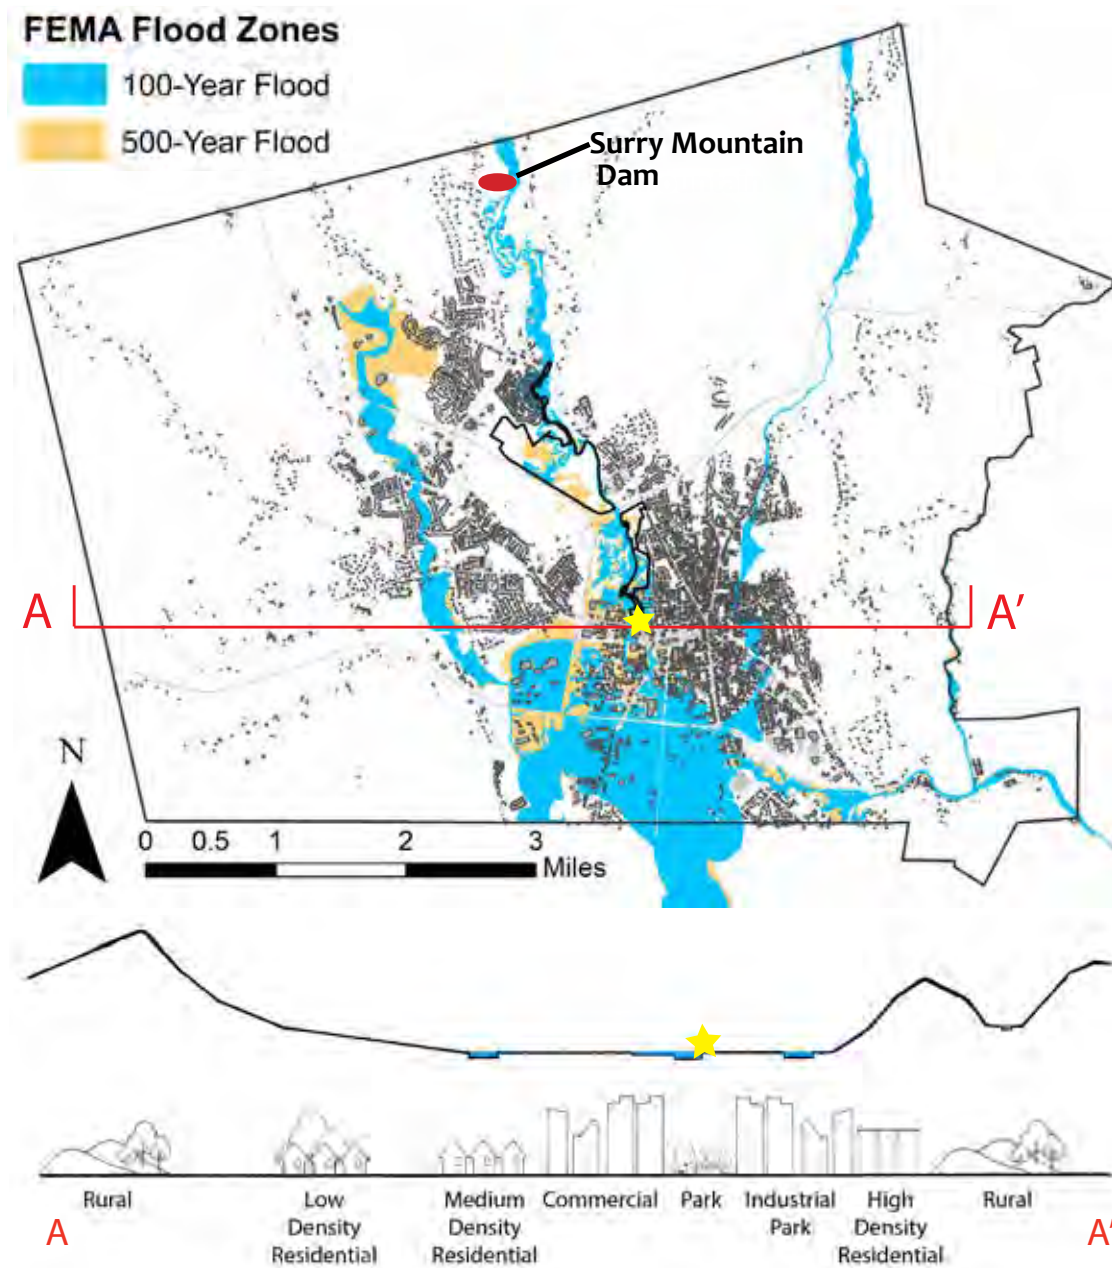 FEMA Flood Zones
100-Year Flood
500-Year Flood
Surry Mountain
Dam
A
A'
N
0 0.5 1 2 3
Miles
Rural
Low
Density
Residential
Medium
Density
Residential
Commercial
Park
Industrial
Park
High
Density
Residential
Rural
A
A'